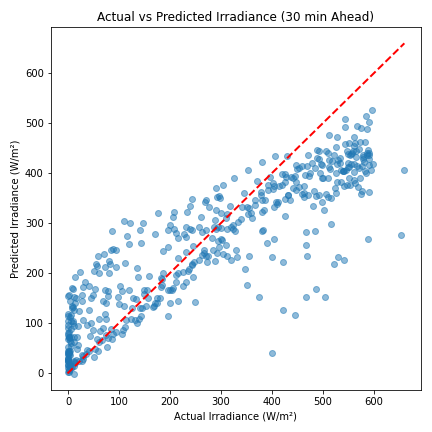 Actual vs Predicted Irradiance (30 min Ahead)
Predicted Irradiance (W/m²)
600
500
400
300
200
100
0
0 100 200 300 400 500 600
Actual Irradiance (W/m²)